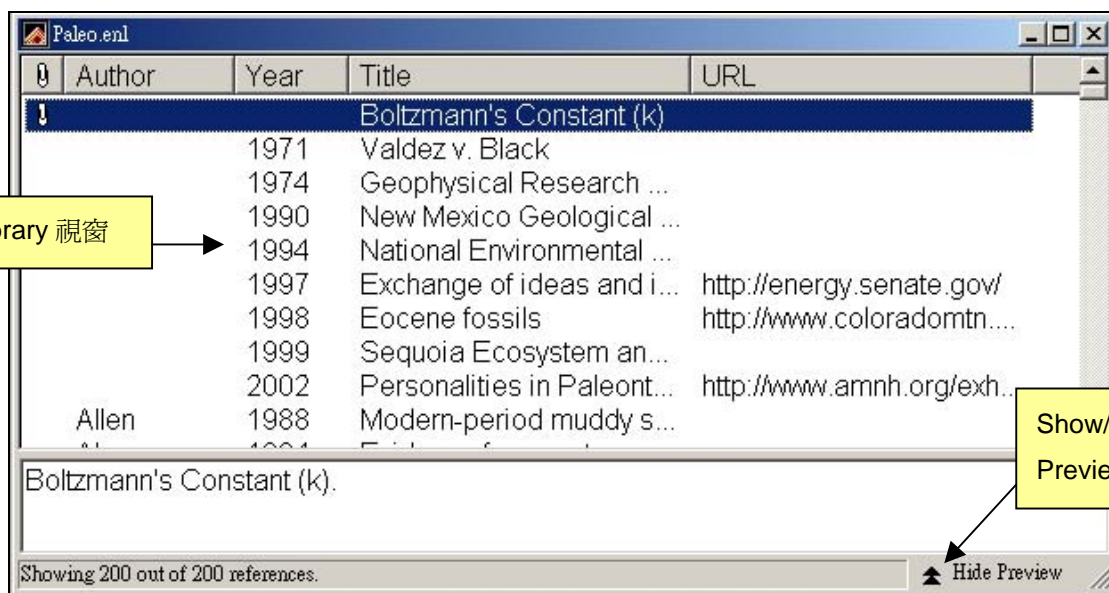 Paleo.enl
Author Year Title URL
Boltzmann's Constant (k)
1971 Valdez v. Black
1974 Geophysical Research ...
1990 New Mexico Geological ...
brary 視窗
1994 National Environmental ...
1997 Exchange of ideas and i... http://energy.senate.gov/
1998 Eocene fossils http://www.coloradomtn....
1999 Sequoia Ecosystem an...
2002 Personalities in Paleont... http://www.amnh.org/exh..
Allen 1988 Modern-period muddy s...
Show/
Previe
Boltzmann's Constant (k).
Showing 200 out of 200 references. Hide Preview